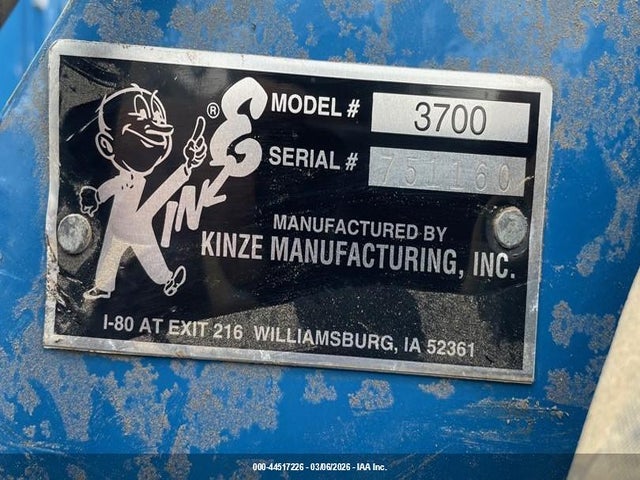 MODEL # 3700
SERIAL # 751160
KINZE ®
MANUFACTURED BY
KINZE MANUFACTURING, INC.
I-80 AT EXIT 216 WILLIAMSBURG, IA 52361
000-44517226 - 03/06/2026 - IAA Inc.